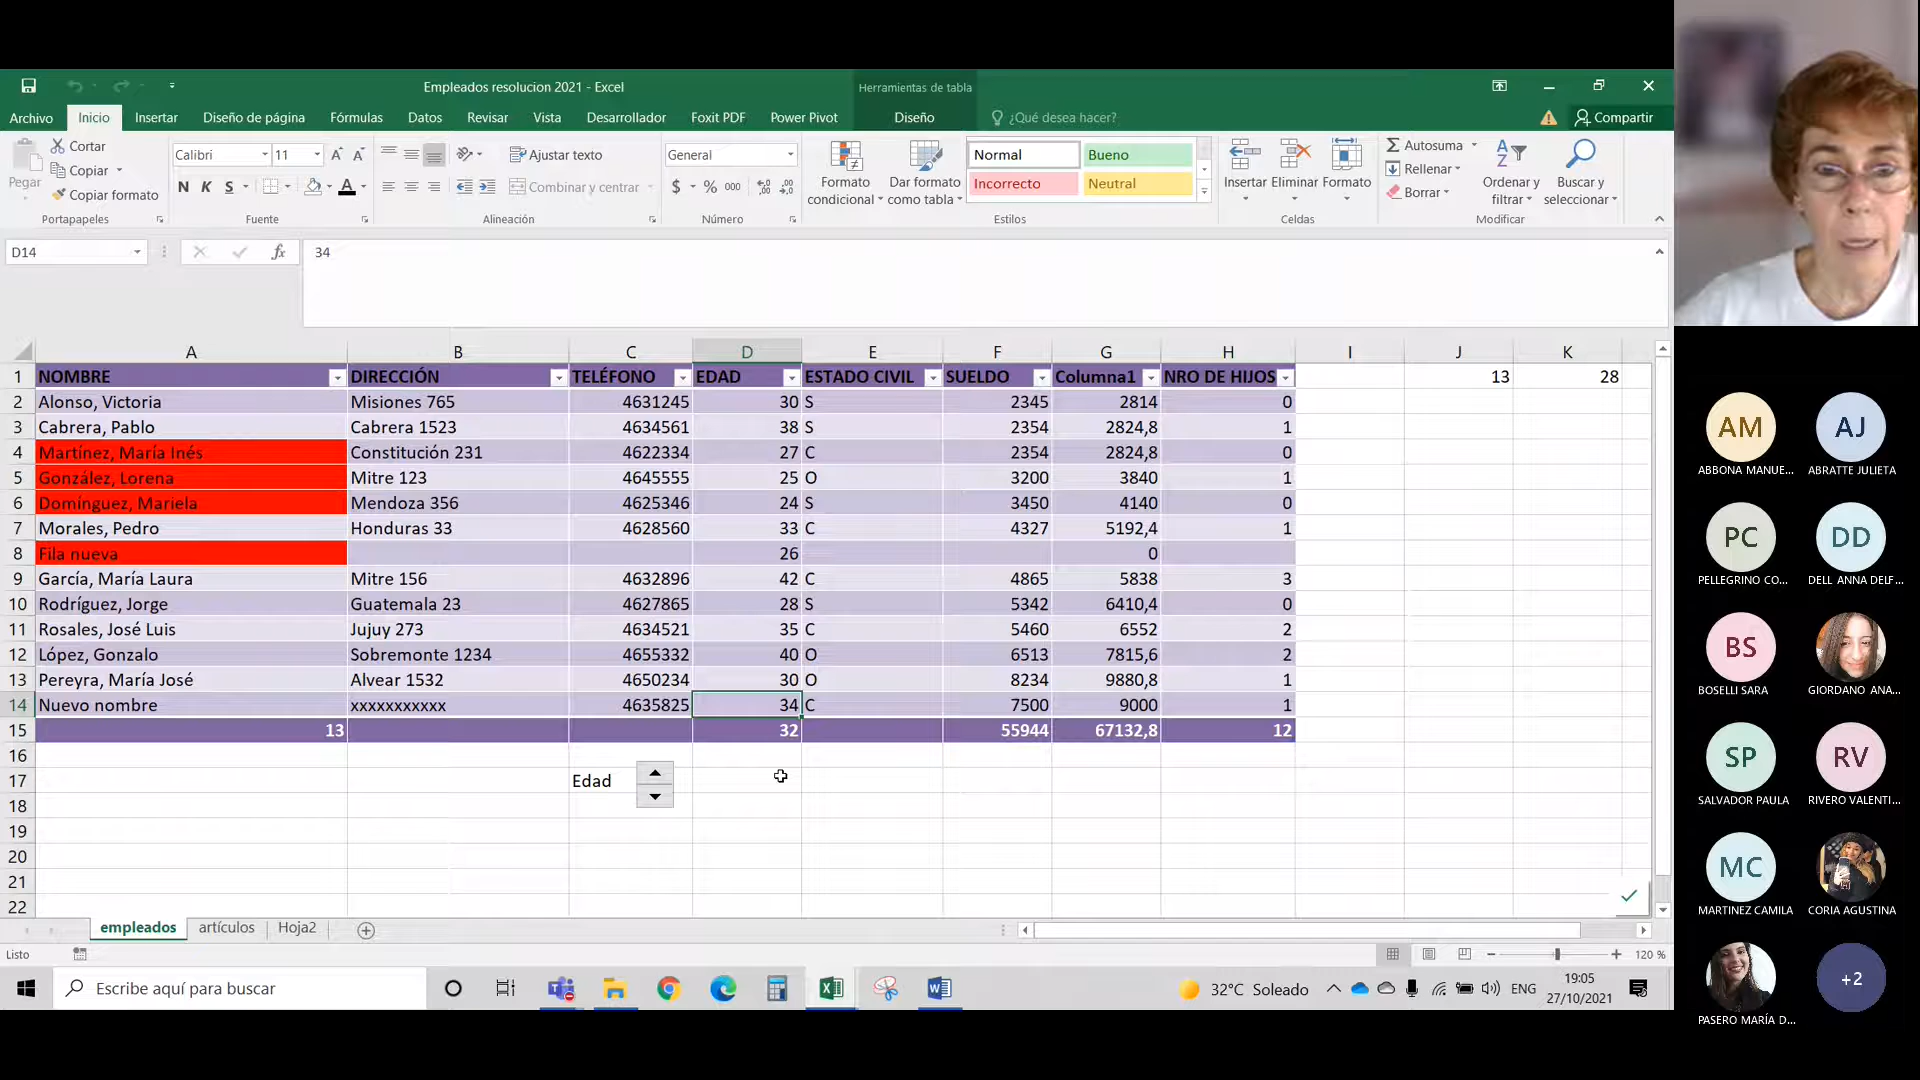 Empleados resolucion 2021 - Excel
Herramientas de tabla
Archivo Inicio Insertar Diseño de página Fórmulas Datos Revisar Vista Desarrollador Foxit PDF Power Pivot Diseño ¿Qué desea hacer? Compartir
Pegar
Cortar
Copiar
Copiar formato
Portapapeles
Calibri 11
N K S
Fuente
Ajustar texto
Combinar y centrar
Alineación
General
$ % 000
Número
Formato condicional
Dar formato como tabla
Normal Bueno
Incorrecto Neutral
Estilos
Insertar Eliminar Formato
Celdas
Autosuma
Rellenar
Borrar
Ordenar y filtrar
Buscar y seleccionar
Modificar
D14 fx 34
A B C D E F G H I J K
1 NOMBRE DIRECCIÓN TELÉFONO EDAD ESTADO CIVIL SUELDO Columna1 NRO DE HIJOS 13 28
2 Alonso, Victoria Misiones 765 4631245 30 S 2345 2814 0
3 Cabrera, Pablo Cabrera 1523 4634561 38 S 2354 2824,8 1
4 Martínez, María Inés Constitución 231 4622334 27 C 2354 2824,8 0
5 González, Lorena Mitre 123 4645555 25 O 3200 3840 1
6 Domínguez, Mariela Mendoza 356 4625346 24 S 3450 4140 0
7 Morales, Pedro Honduras 33 4628560 33 C 4327 5192,4 1
8 Fila nueva 26 0
9 García, María Laura Mitre 156 4632896 42 C 4865 5838 3
10 Rodríguez, Jorge Guatemala 23 4627865 28 S 5342 6410,4 0
11 Rosales, José Luis Jujuy 273 4634521 35 C 5460 6552 2
12 López, Gonzalo Sobremonte 1234 4655332 40 O 6513 7815,6 2
13 Pereyra, María José Alvear 1532 4650234 30 O 8234 9880,8 1
14 Nuevo nombre xxxxxxxxxxx 4635825 34 C 7500 9000 1
15 13 32 55944 67132,8 12
16
17 Edad
18
19
20
21
22
empleados artículos Hoja2
Listo 120 %
Escribe aquí para buscar
32°C Soleado
ENG
19:05
27/10/2021
AM
ABBONA MANUE...
AJ
ABRATTE JULIETA
PC
PELLEGRINO CO...
DD
DELL ANNA DELF...
BS
BOSELLI SARA
GIORDANO ANA...
SP
SALVADOR PAULA
RV
RIVERO VALENTI...
MC
MARTINEZ CAMILA
CORIA AGUSTINA
PASERO MARÍA D...
+2